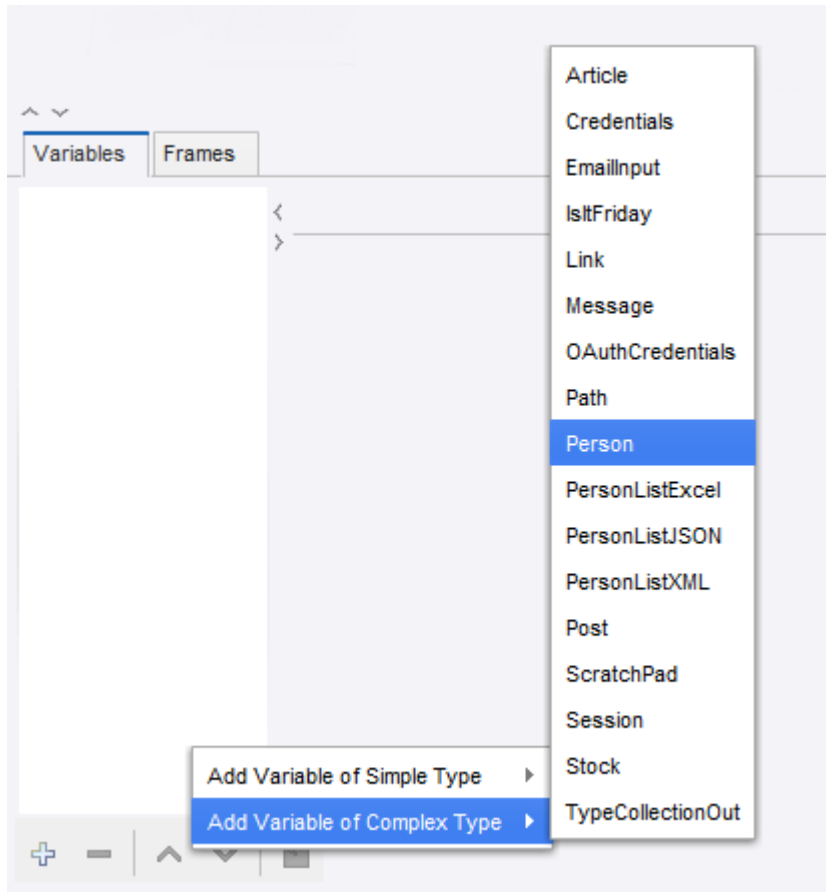 Variables
Frames
Article
Credentials
EmailInput
IsItFriday
Link
Message
OAuthCredentials
Path
Person
PersonListExcel
PersonListJSON
PersonListXML
Post
ScratchPad
Session
Stock
TypeCollectionOut
Add Variable of Simple Type
Add Variable of Complex Type